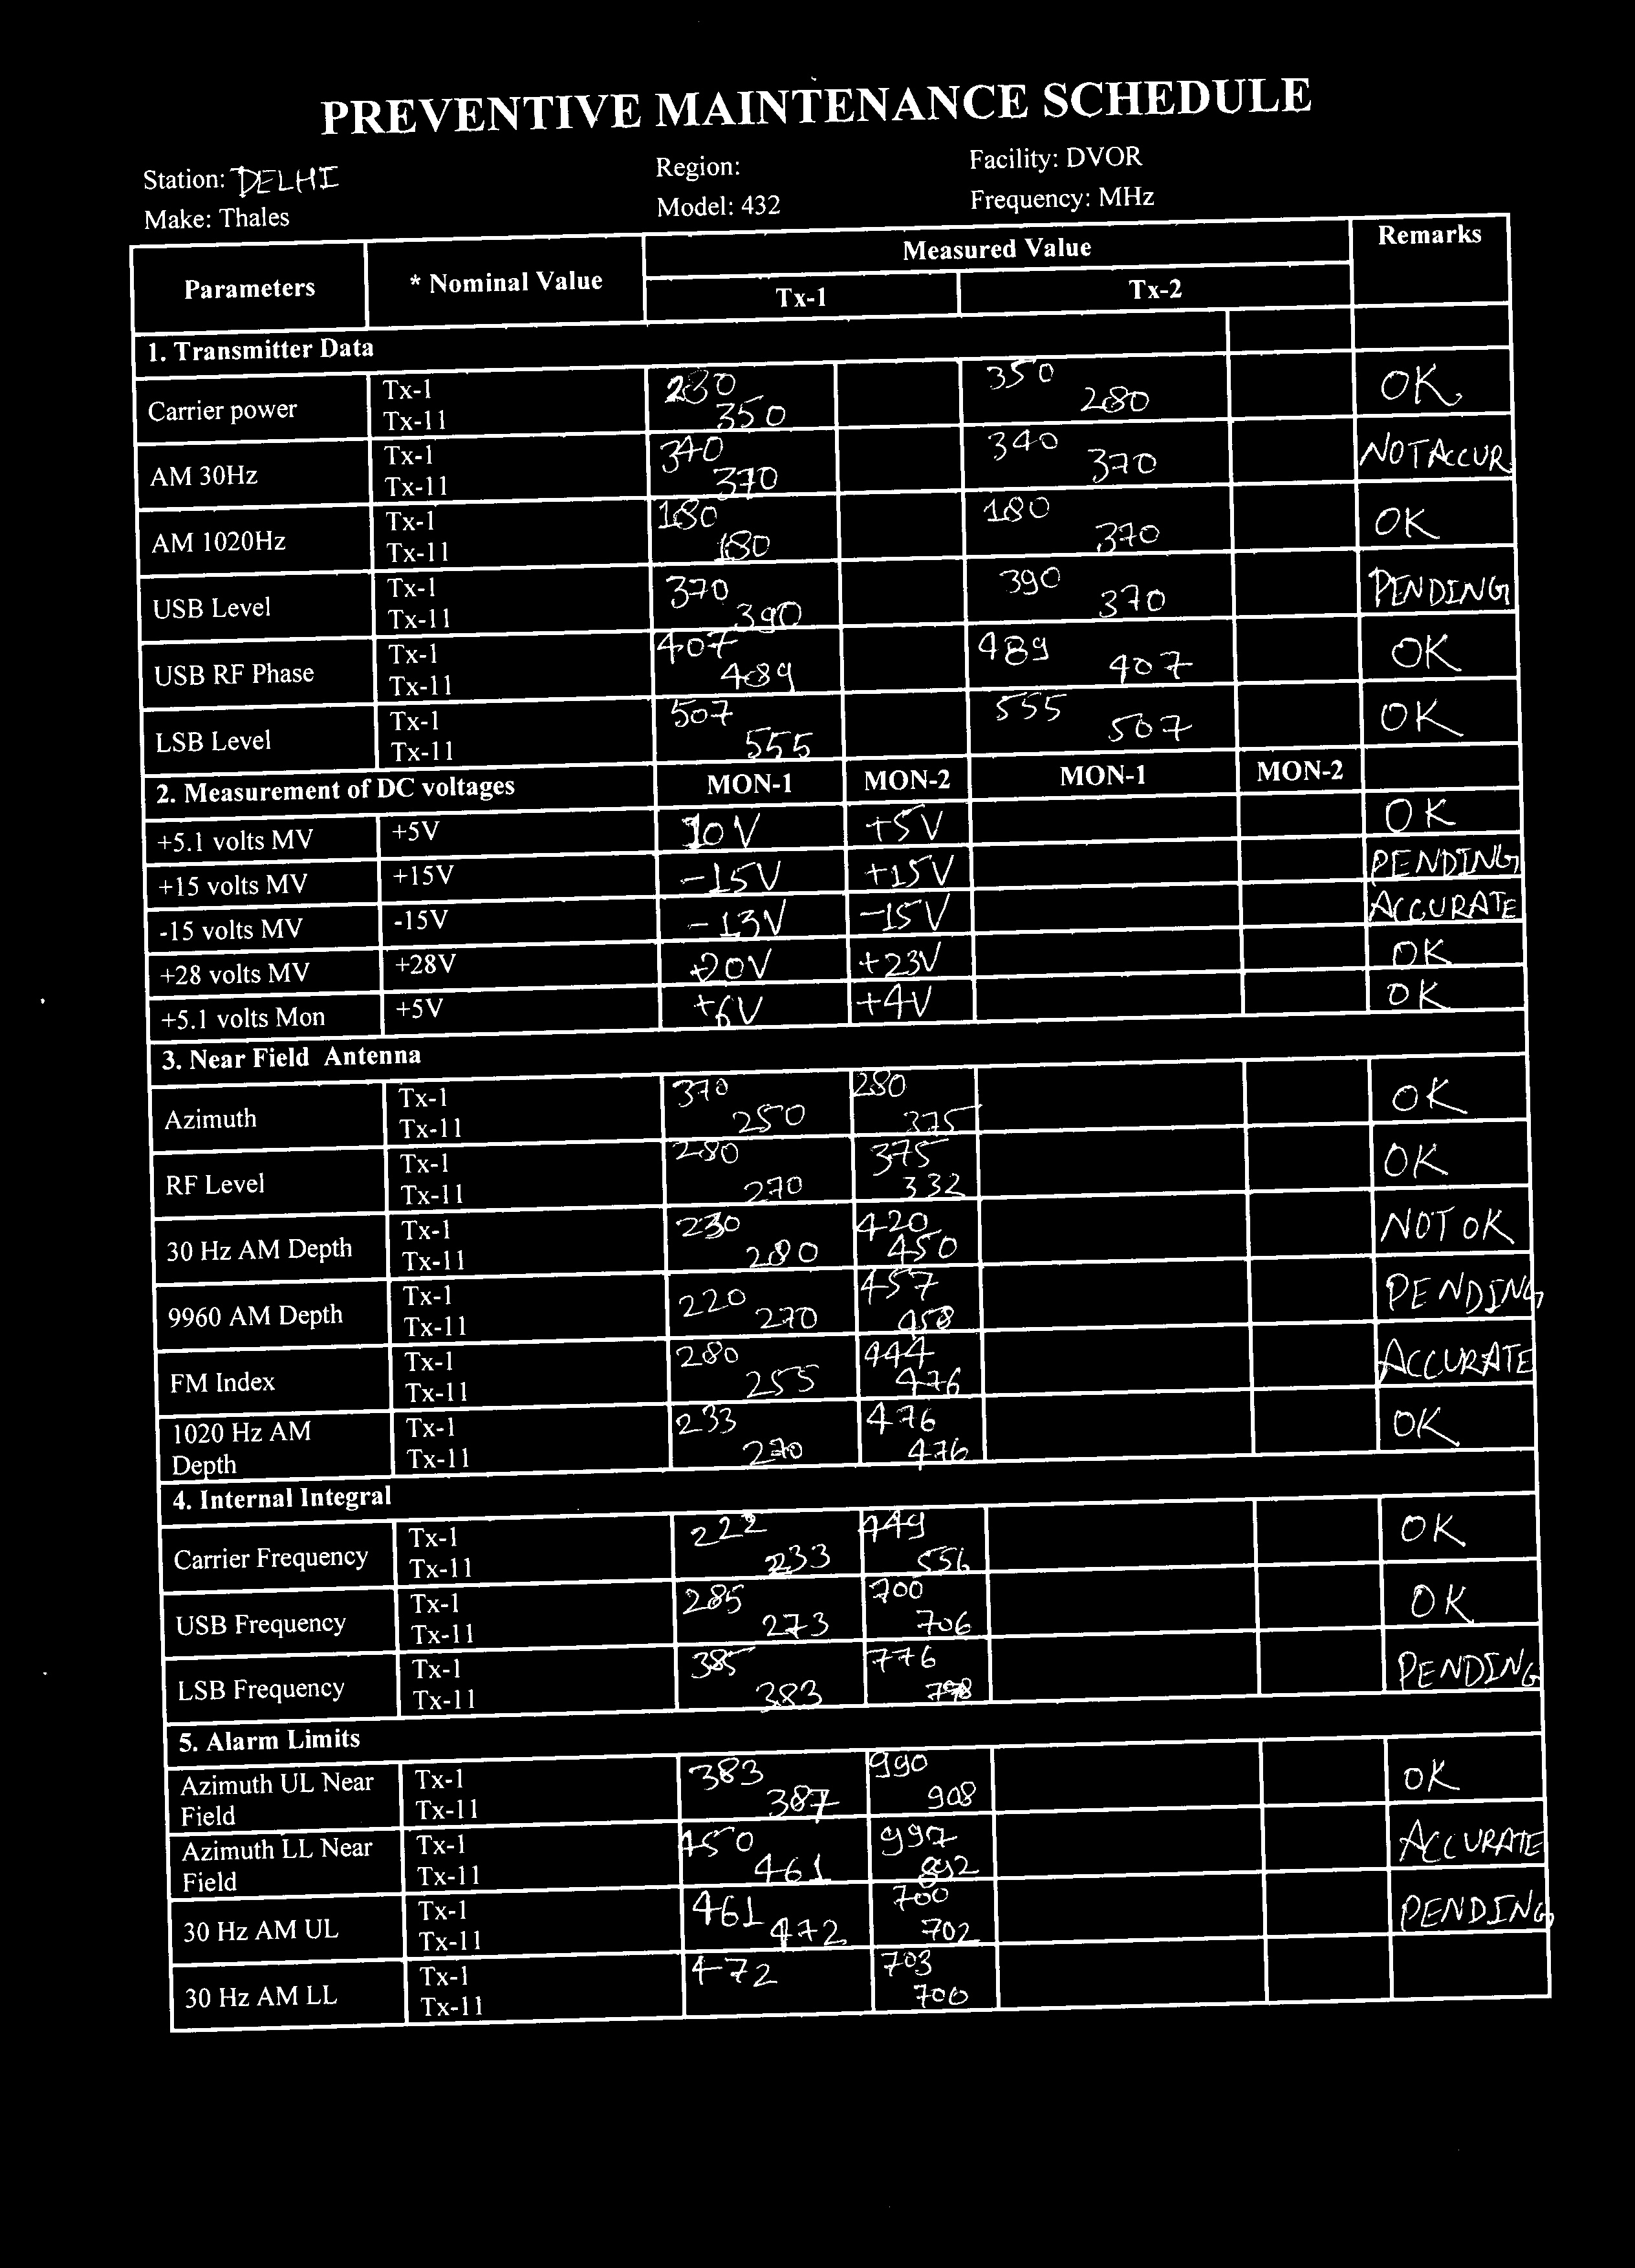 PREVENTIVE MAINTENANCE SCHEDULE
Station: DELHI Region: Facility: DVOR
Make: Thales Model: 432 Frequency: MHz
Parameters * Nominal Value Measured Value Remarks
Tx-1 Tx-2
1. Transmitter Data
Carrier power Tx-1 350 OK
Tx-11 350 280
AM 30Hz Tx-1 340 340 NOTACCUR
Tx-11 370 370
AM 1020Hz Tx-1 180 180 OK
Tx-11 180 370
USB Level Tx-1 370 390 PENDING
Tx-11 390 370
USB RF Phase Tx-1 407 489 OK
Tx-11 489 407
LSB Level Tx-1 507 555 OK
Tx-11 555 507
2. Measurement of DC voltages MON-1 MON-2 MON-1 MON-2
+5.1 volts MV +5V 10V +5V OK
+15 volts MV +15V -15V +15V PENDING
-15 volts MV -15V -13V -15V ACCURATE
+28 volts MV +28V +20V +23V OK
+5.1 volts Mon +5V +6V +4V OK
3. Near Field Antenna
Azimuth Tx-1 370 280 OK
Tx-11 250 375
RF Level Tx-1 280 375 OK
Tx-11 270 332
30 Hz AM Depth Tx-1 230 420 NOT OK
Tx-11 280 450
9960 AM Depth Tx-1 220 457 PENDING
Tx-11 270 458
FM Index Tx-1 280 444 ACCURATE
Tx-11 255 476
1020 Hz AM Depth Tx-1 233 476 OK
Tx-11 270 476
4. Internal Integral
Carrier Frequency Tx-1 222 449 OK
Tx-11 233 556
USB Frequency Tx-1 285 700 OK
Tx-11 273 706
LSB Frequency Tx-1 385 776 PENDING
Tx-11 383 798
5. Alarm Limits
Azimuth UL Near Field Tx-1 383 990 OK
Tx-11 387 908
Azimuth LL Near Field Tx-1 450 997 ACCURATE
Tx-11 461 892
30 Hz AM UL Tx-1 461 700 PENDING
Tx-11 472 702
30 Hz AM LL Tx-1 472 703
Tx-11 706